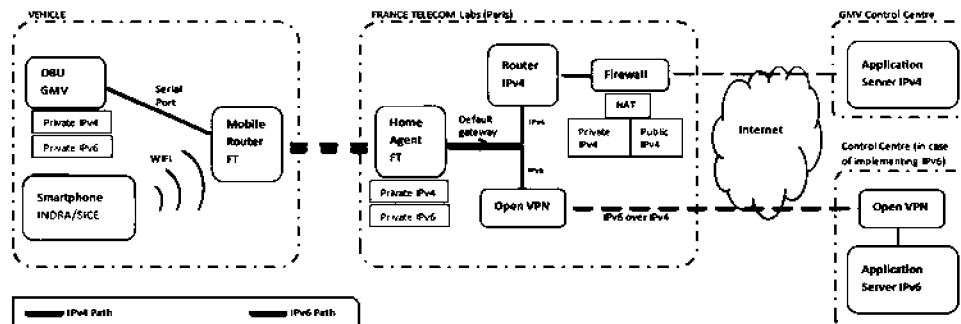 VEHICLE
OBU
GMV
Private IPv4
Private IPv6
Serial
Port
WIFI
Mobile
Router
FT
Smartphone
INDRA/SICE
FRANCE TELECOM Labs (Paris)
Home
Agent
FT
Private IPv4
Private IPv6
Default
gateway
Router
IPv4
IPv4
IPv6
Firewall
NAT
Private
IPv4
Public
IPv4
Open VPN
IPv6 over IPv4
Internet
GMV Control Centre
Application
Server IPv4
Control Centre (in case
of implementing IPv6)
Open VPN
Application
Server IPv6
IPv4 Path
IPv6 Path